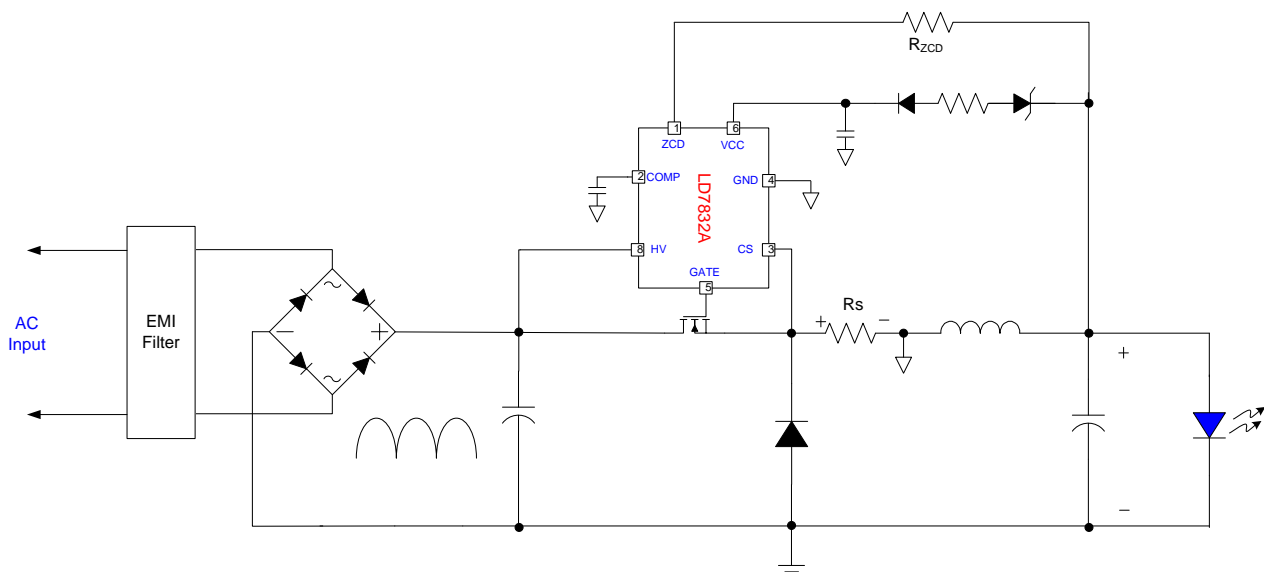 R_ZCD
1
6
ZCD
VCC
2
COMP
GND
4
LD7832A
8
HV
CS
3
GATE
5
AC
Input
EMI
Filter
~
−
+
~
+
Rs
−
+
−